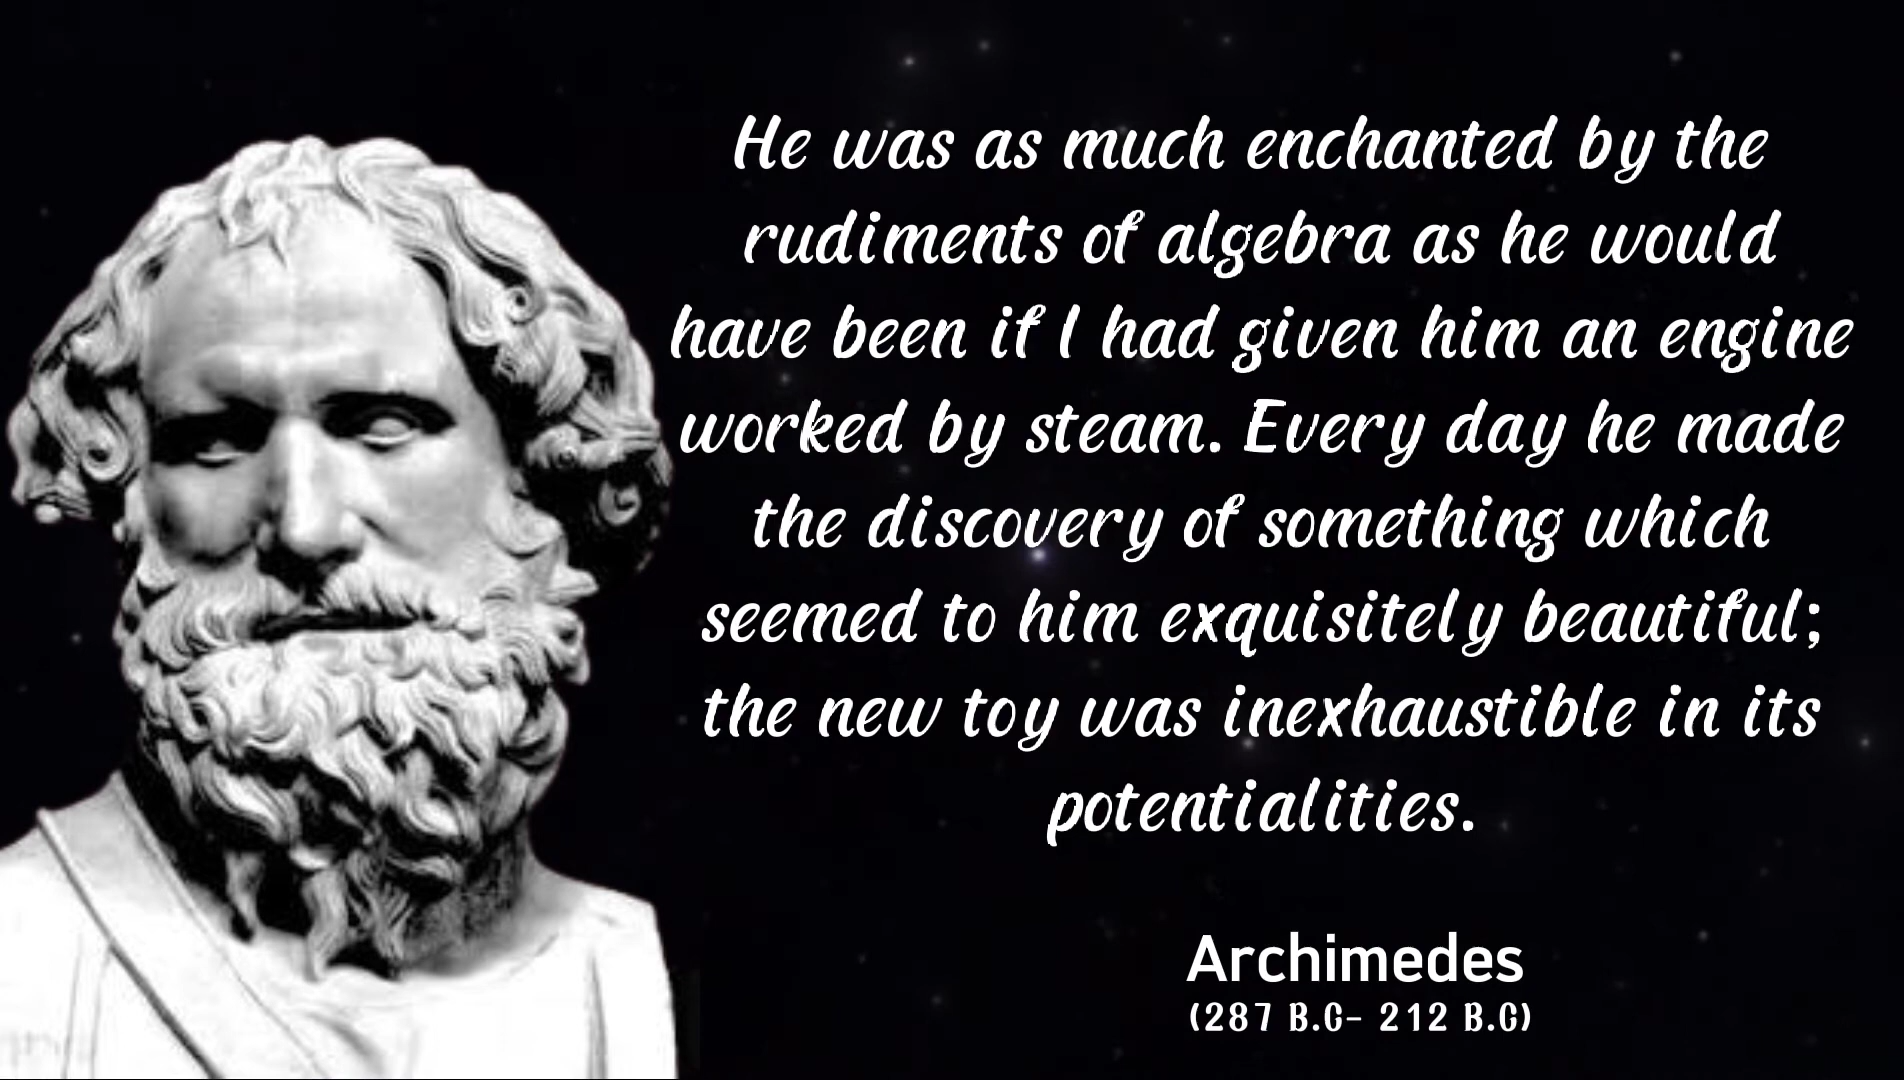 He was as much enchanted by the
rudiments of algebra as he would
have been if I had given him an engine
worked by steam. Every day he made
the discovery of something which
seemed to him exquisitely beautiful;
the new toy was inexhaustible in its
potentialities.
Archimedes
(287 B.C- 212 B.C)